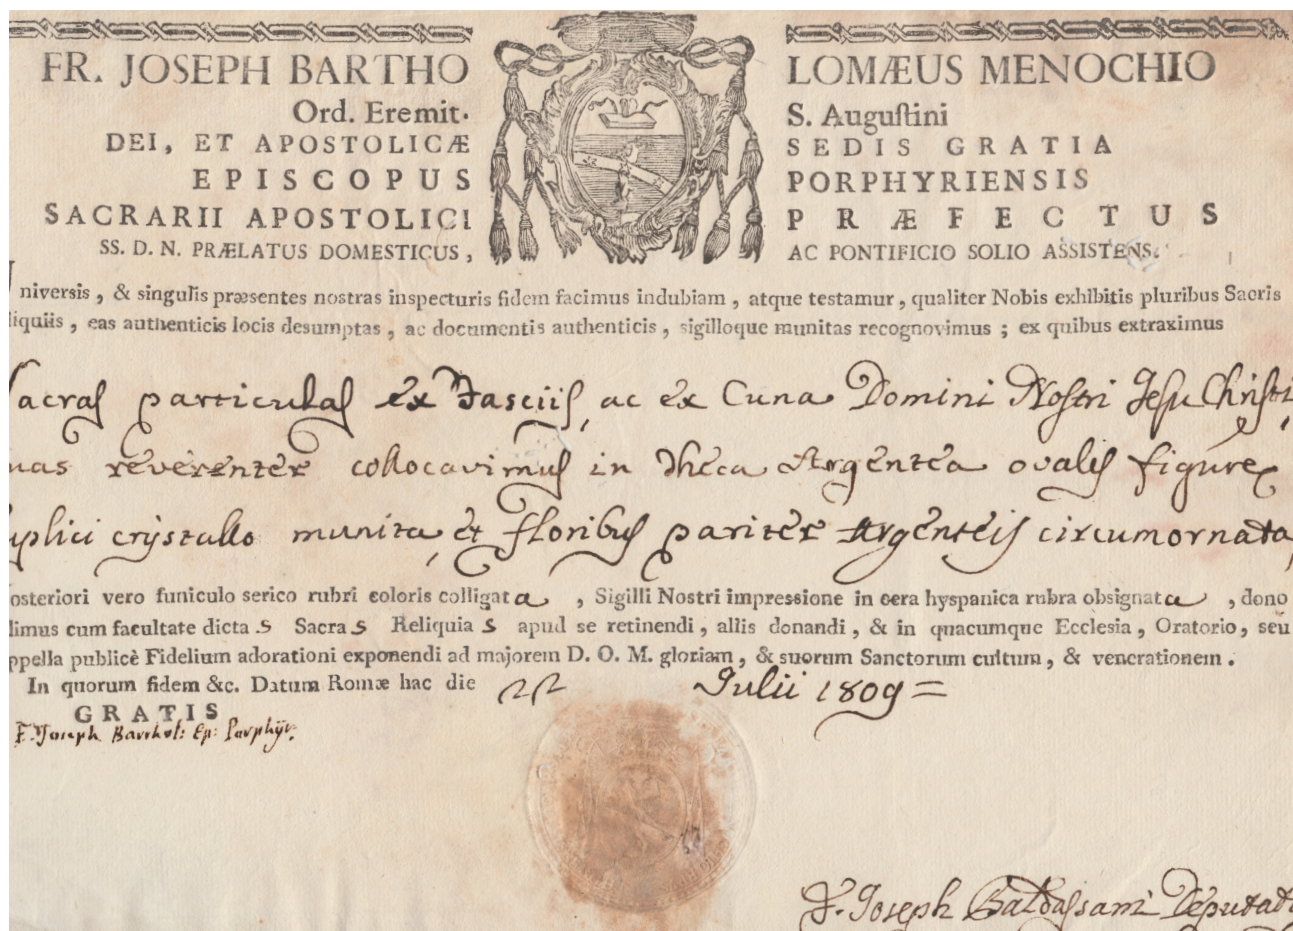 FR. JOSEPH BARTHO LOMÆUS MENOCHIO
Ord. Eremit. S. Augustini
DEI, ET APOSTOLICÆ SEDIS GRATIA
EPISCOPUS PORPHYRIENSIS
SACRARII APOSTOLICI PRÆFECTUS
SS. D. N. PRÆLATUS DOMESTICUS, AC PONTIFICIO SOLIO ASSISTENS.
niversis, & singulis præsentes nostras inspecturis fidem facimus indubiam, atque testamur, qualiter Nobis exhibitis pluribus Sacris
liquiis, eas authenticis locis desumptas, ac documentis authenticis, sigilloque munitas recognovimus; ex quibus extraximus
sacras particulas ex Fasciis, ac ex Cuna Domini Nostri Jesu Christi,
uas reverenter collocavimus in Theca Argentea ovalis figuræ
uplici crystallo munita, et floribus pariter Argenteis circumornata,
osteriori vero funiculo serico rubri coloris colligata, Sigilli Nostri impressione in cera hyspanica rubra obsignata, dono
dimus cum facultate dictas Sacras Reliquias apud se retinendi, aliis donandi, & in quacumque Ecclesia, Oratorio, seu
ppella publicè Fidelium adorationi exponendi ad majorem D. O. M. gloriam, & suorum Sanctorum cultum, & venerationem.
In quorum fidem &c. Datum Romæ hac die 22 Julii 1809=
GRATIS
F. Joseph Barthol: Ep: Porphyr:
F. Joseph Baldassari Deputat